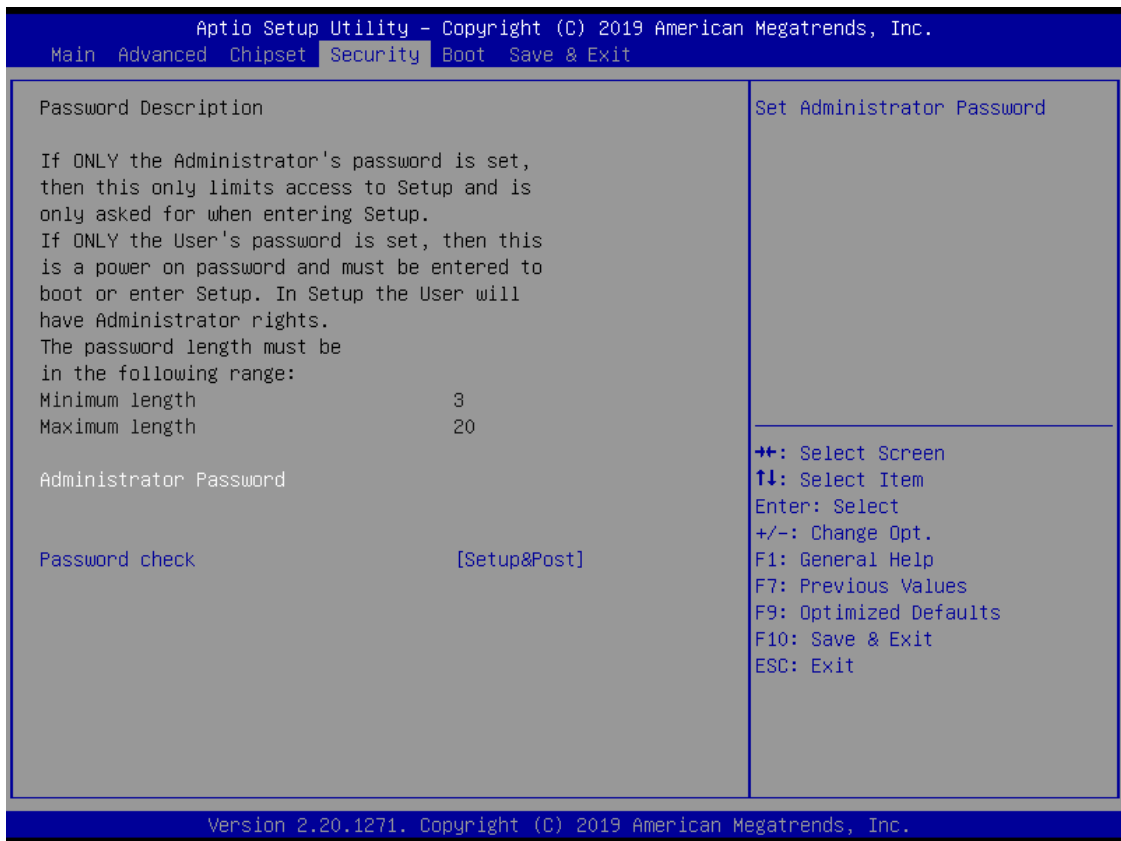 Aptio Setup Utility – Copyright (C) 2019 American Megatrends, Inc.
Main Advanced Chipset Security Boot Save & Exit
Password Description
If ONLY the Administrator's password is set,
then this only limits access to Setup and is
only asked for when entering Setup.
If ONLY the User's password is set, then this
is a power on password and must be entered to
boot or enter Setup. In Setup the User will
have Administrator rights.
The password length must be
in the following range:
Minimum length 3
Maximum length 20
Administrator Password
Password check [Setup&Post]
Set Administrator Password
→←: Select Screen
↑↓: Select Item
Enter: Select
+/-: Change Opt.
F1: General Help
F7: Previous Values
F9: Optimized Defaults
F10: Save & Exit
ESC: Exit
Version 2.20.1271. Copyright (C) 2019 American Megatrends, Inc.